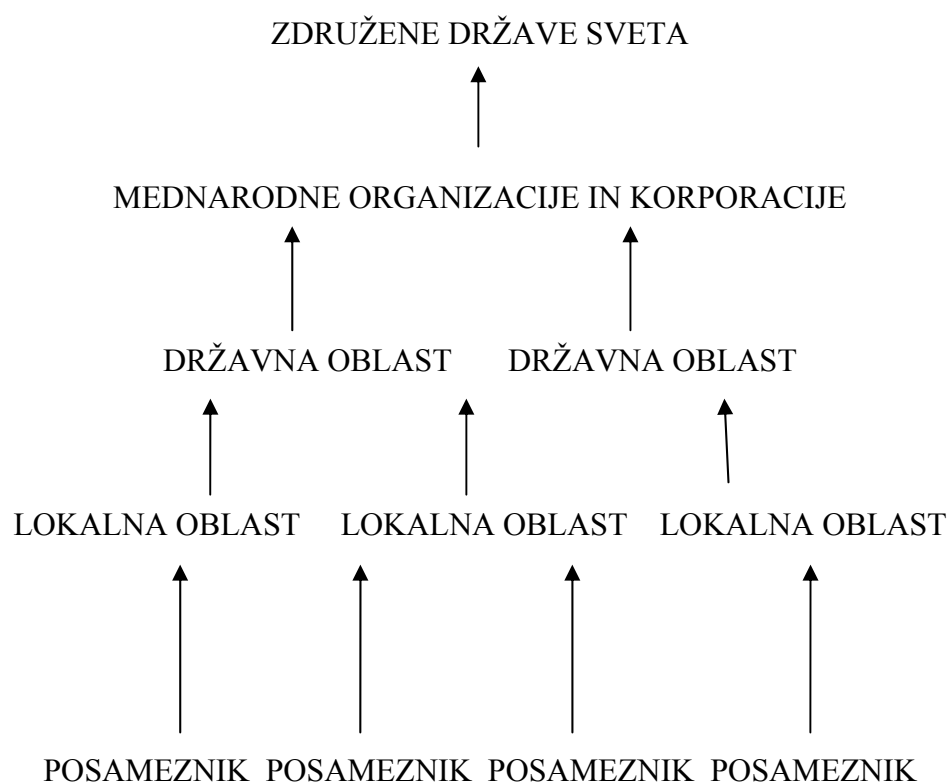 ZDRUŽENE DRŽAVE SVETA
MEDNARODNE ORGANIZACIJE IN KORPORACIJE
DRŽAVNA OBLAST DRŽAVNA OBLAST
LOKALNA OBLAST LOKALNA OBLAST LOKALNA OBLAST
POSAMEZNIK POSAMEZNIK POSAMEZNIK POSAMEZNIK